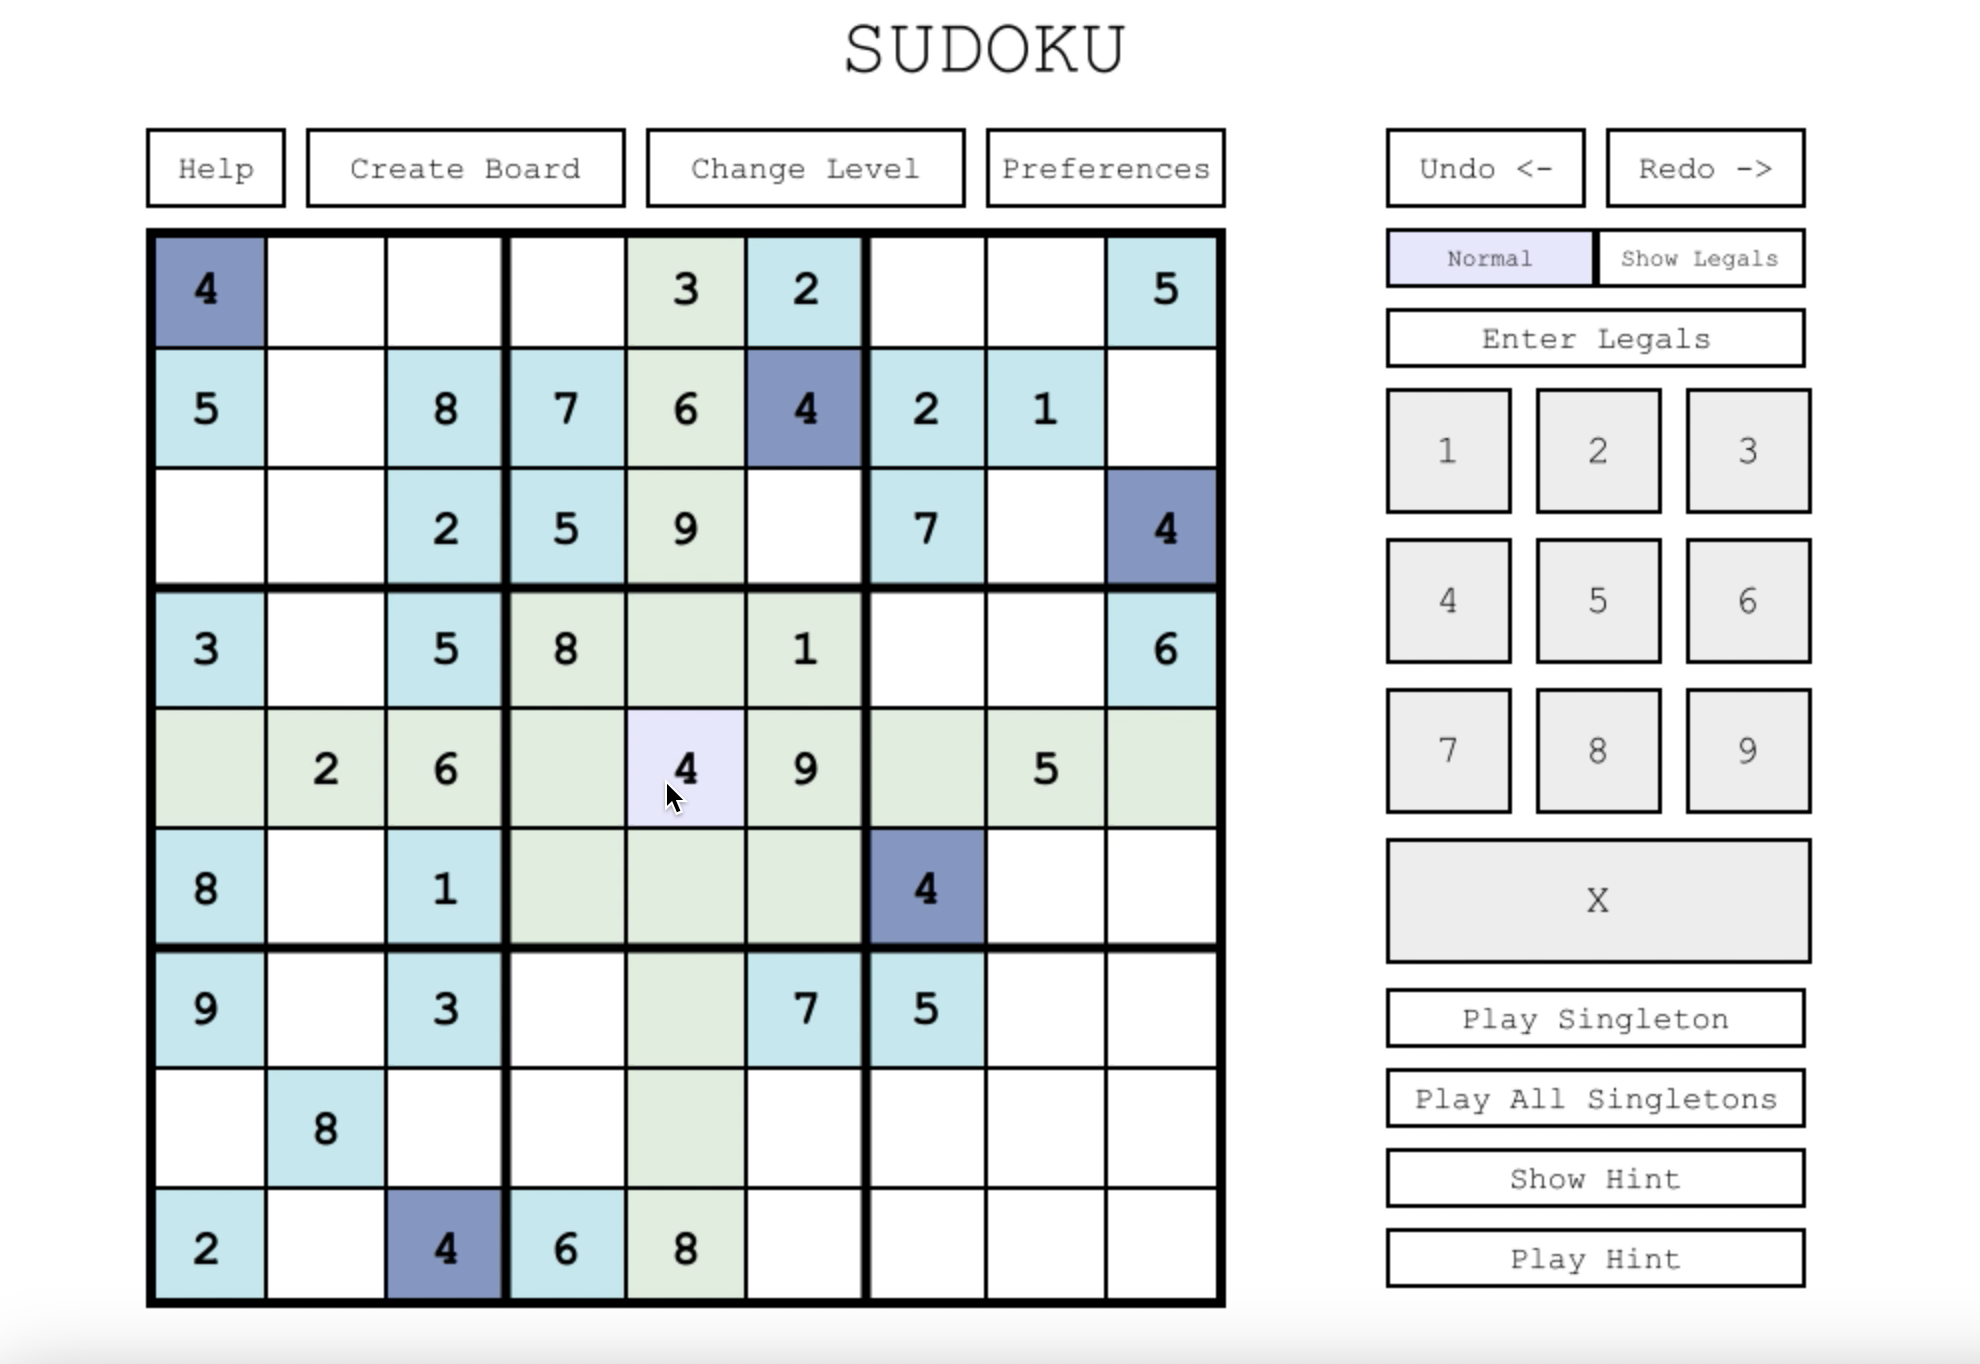 SUDOKU
Help Create Board Change Level Preferences Undo <- Redo ->
Normal Show Legals
Enter Legals
4 3 2 5
5 8 7 6 4 2 1
2 5 9 7 4
3 5 8 1 6
2 6 4 9 5
8 1 4
9 3 7 5
8
2 4 6 8
1 2 3
4 5 6
7 8 9
X
Play Singleton
Play All Singletons
Show Hint
Play Hint